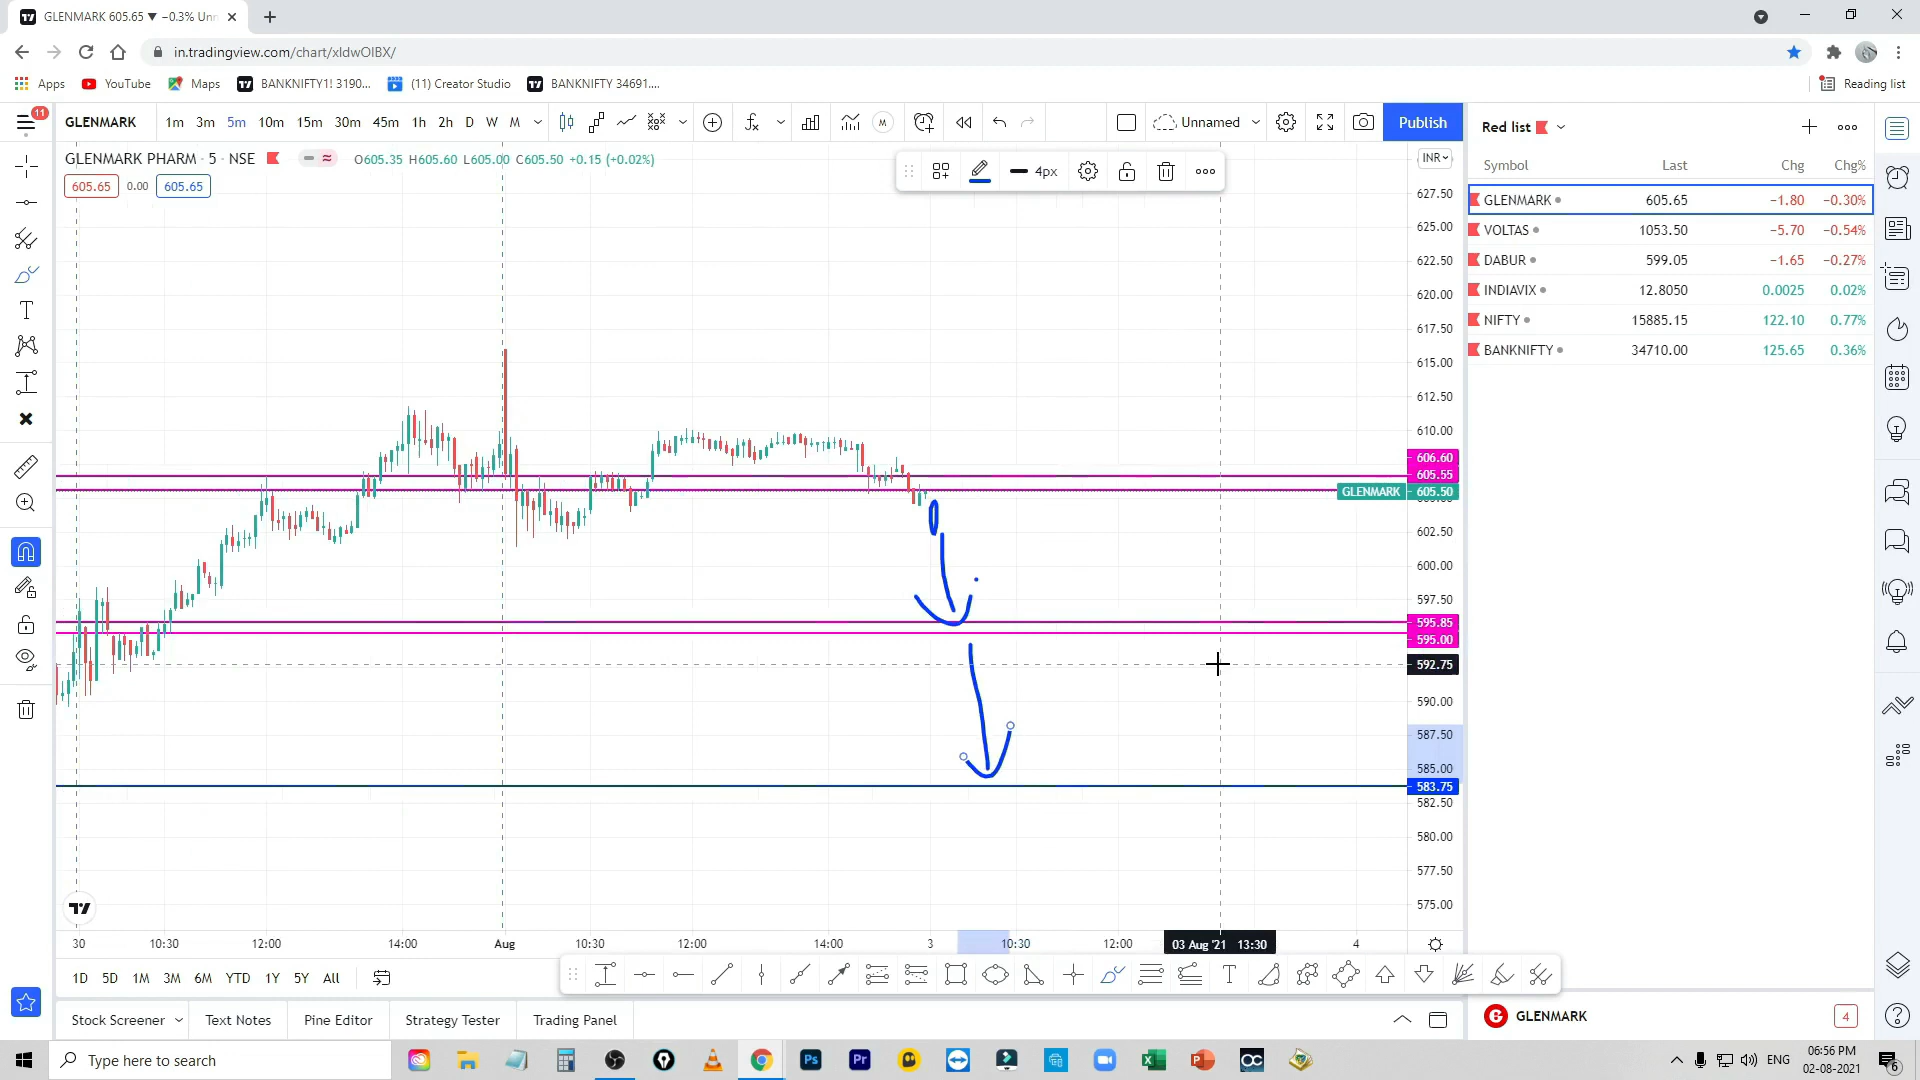 GLENMARK 605.65 ▼ −0.3% Unn
in.tradingview.com/chart/xIdwOIBX/
Apps YouTube Maps BANKNIFTY1! 3190... (11) Creator Studio BANKNIFTY 34691.... Reading list
11
GLENMARK 1m 3m 5m 10m 15m 30m 45m 1h 2h D W M Unnamed Publish
GLENMARK PHARM · 5 · NSE O605.35 H605.60 L605.00 C605.50 +0.15 (+0.02%)
605.65 0.00 605.65
4px
INR
627.50
625.00
622.50
620.00
617.50
615.00
612.50
610.00
606.60
605.55
GLENMARK 605.50
602.50
600.00
597.50
595.85
595.00
592.75
590.00
587.50
585.00
583.75
582.50
580.00
577.50
575.00
30 10:30 12:00 14:00 Aug 10:30 12:00 14:00 3 10:30 12:00 03 Aug '21 13:30 4
1D 5D 1M 3M 6M YTD 1Y 5Y All
Stock Screener Text Notes Pine Editor Strategy Tester Trading Panel
Red list
Symbol Last Chg Chg%
GLENMARK 605.65 −1.80 −0.30%
VOLTAS 1053.50 −5.70 −0.54%
DABUR 599.05 −1.65 −0.27%
INDIAVIX 12.8050 0.0025 0.02%
NIFTY 15885.15 122.10 0.77%
BANKNIFTY 34710.00 125.65 0.36%
GLENMARK 4
Type here to search
ENG
06:56 PM
02-08-2021
6